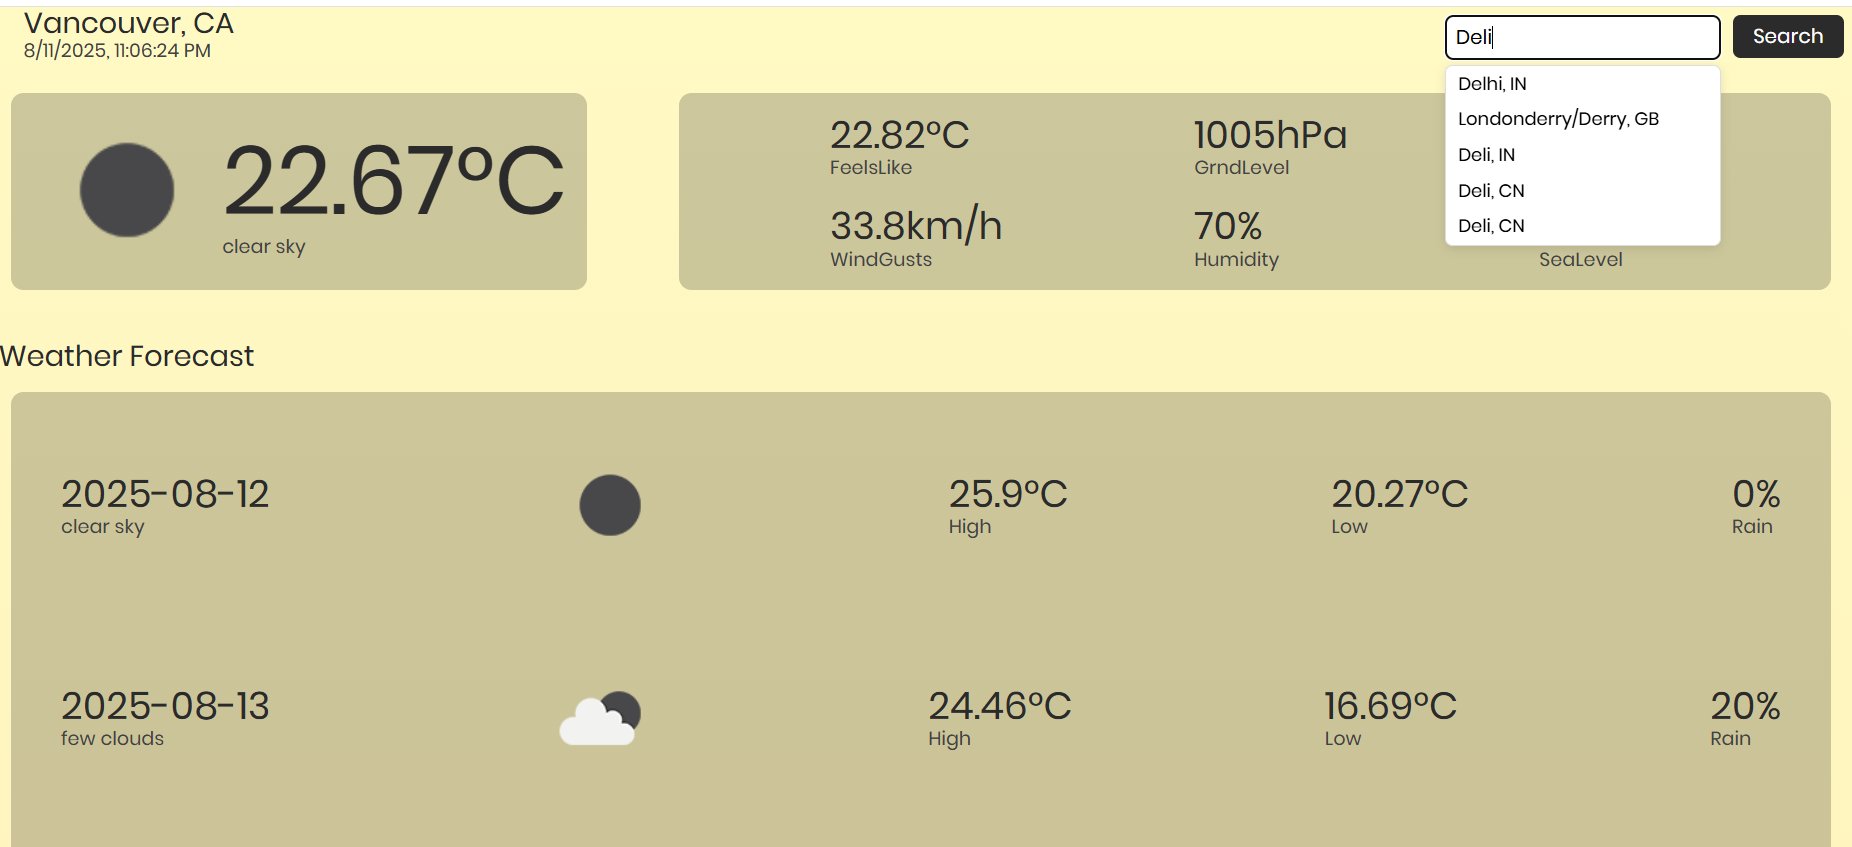 Vancouver, CA
8/11/2025, 11:06:24 PM
Deli
Search
Delhi, IN
Londonderry/Derry, GB
Deli, IN
Deli, CN
Deli, CN
22.67°C
clear sky
22.82°C
FeelsLike
1005hPa
GrndLevel
33.8km/h
WindGusts
70%
Humidity
SeaLevel
Weather Forecast
2025-08-12
clear sky
25.9°C
High
20.27°C
Low
0%
Rain
2025-08-13
few clouds
24.46°C
High
16.69°C
Low
20%
Rain